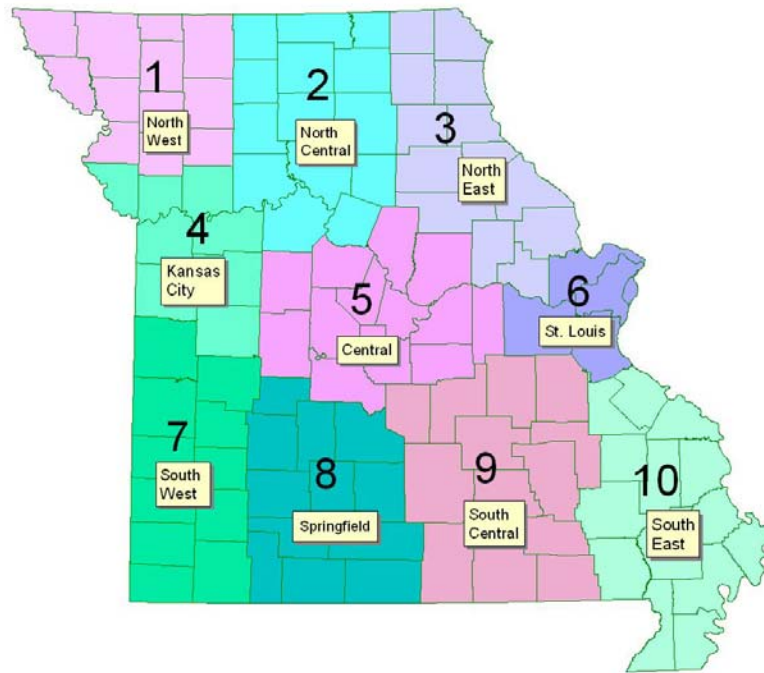 1
North
West
2
North
Central
3
North
East
4
Kansas
City
5
Central
6
St. Louis
7
South
West
8
Springfield
9
South
Central
10
South
East